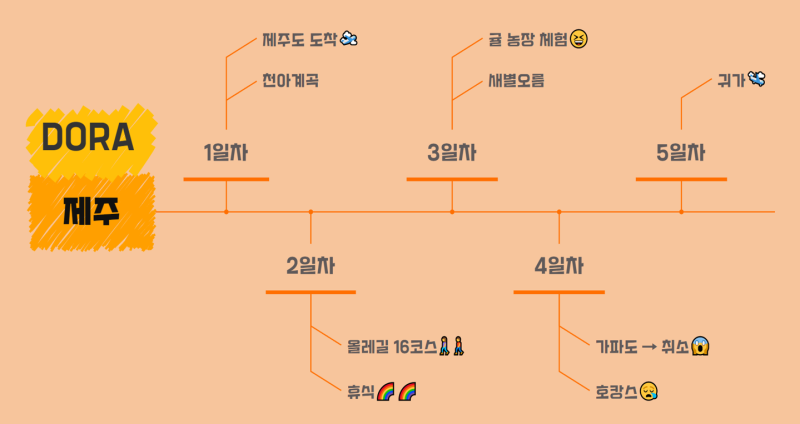 DORA
제주
1일차
제주도 도착
천아계곡
2일차
올레길 16코스
휴식
3일차
귤 농장 체험
새별오름
4일차
가파도 → 취소
호캉스
5일차
귀가